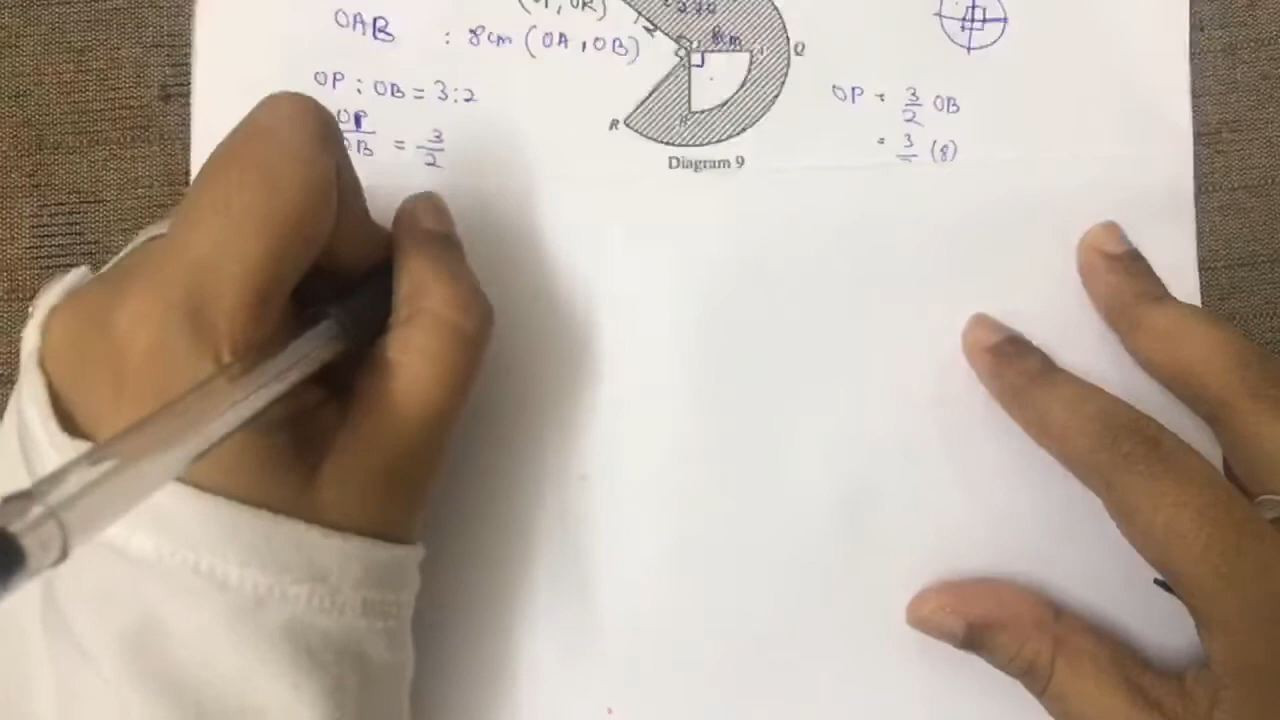 OAB : 8cm (OA, OB)
8cm
Q
OP : OB = 3:2
OP = 3/2 OB
R
OP/OB = 3/2
= 3/ (8)
Diagram 9